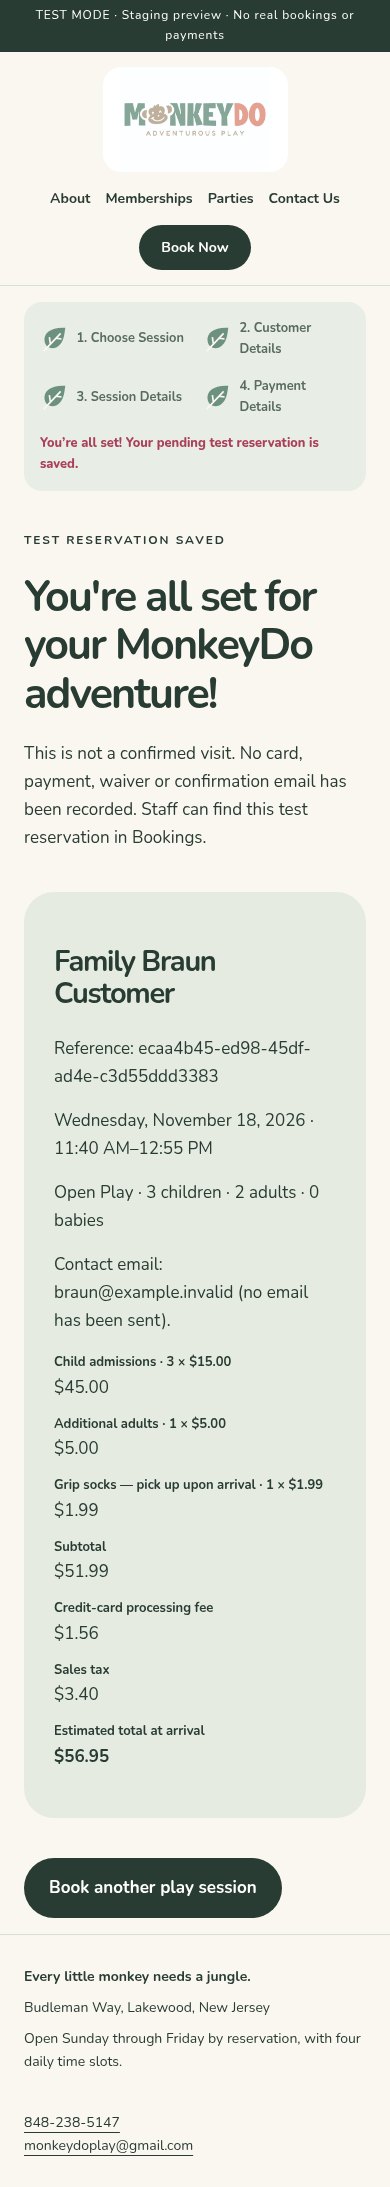 TEST MODE · Staging preview · No real bookings or
payments
MONKEYDO
ADVENTUROUS PLAY
About Memberships Parties Contact Us
Book Now
1. Choose Session
2. Customer
Details
3. Session Details
4. Payment
Details
You're all set! Your pending test reservation is
saved.
TEST RESERVATION SAVED
You're all set for
your MonkeyDo
adventure!
This is not a confirmed visit. No card,
payment, waiver or confirmation email has
been recorded. Staff can find this test
reservation in Bookings.
Family Braun
Customer
Reference: ecaa4b45-ed98-45df-
ad4e-c3d55ddd3383
Wednesday, November 18, 2026 ·
11:40 AM–12:55 PM
Open Play · 3 children · 2 adults · 0
babies
Contact email:
braun@example.invalid (no email
has been sent).
Child admissions · 3 × $15.00
$45.00
Additional adults · 1 × $5.00
$5.00
Grip socks — pick up upon arrival · 1 × $1.99
$1.99
Subtotal
$51.99
Credit-card processing fee
$1.56
Sales tax
$3.40
Estimated total at arrival
$56.95
Book another play session
Every little monkey needs a jungle.
Budleman Way, Lakewood, New Jersey
Open Sunday through Friday by reservation, with four
daily time slots.
848-238-5147
monkeydoplay@gmail.com